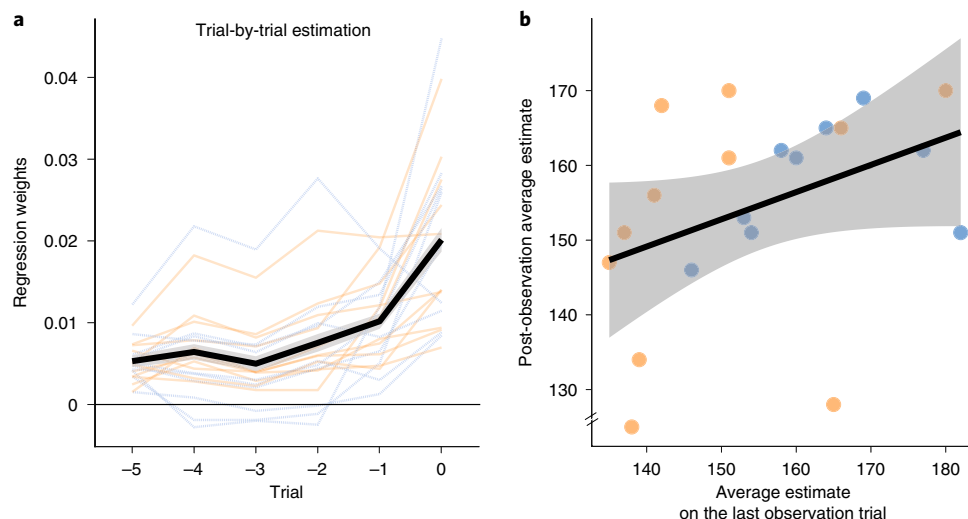 a
Trial-by-trial estimation
Regression weights
0.04
0.03
0.02
0.01
0
–5
–4
–3
–2
–1
0
Trial
b
Post-observation average estimate
170
160
150
140
130
140
150
160
170
180
Average estimate
on the last observation trial